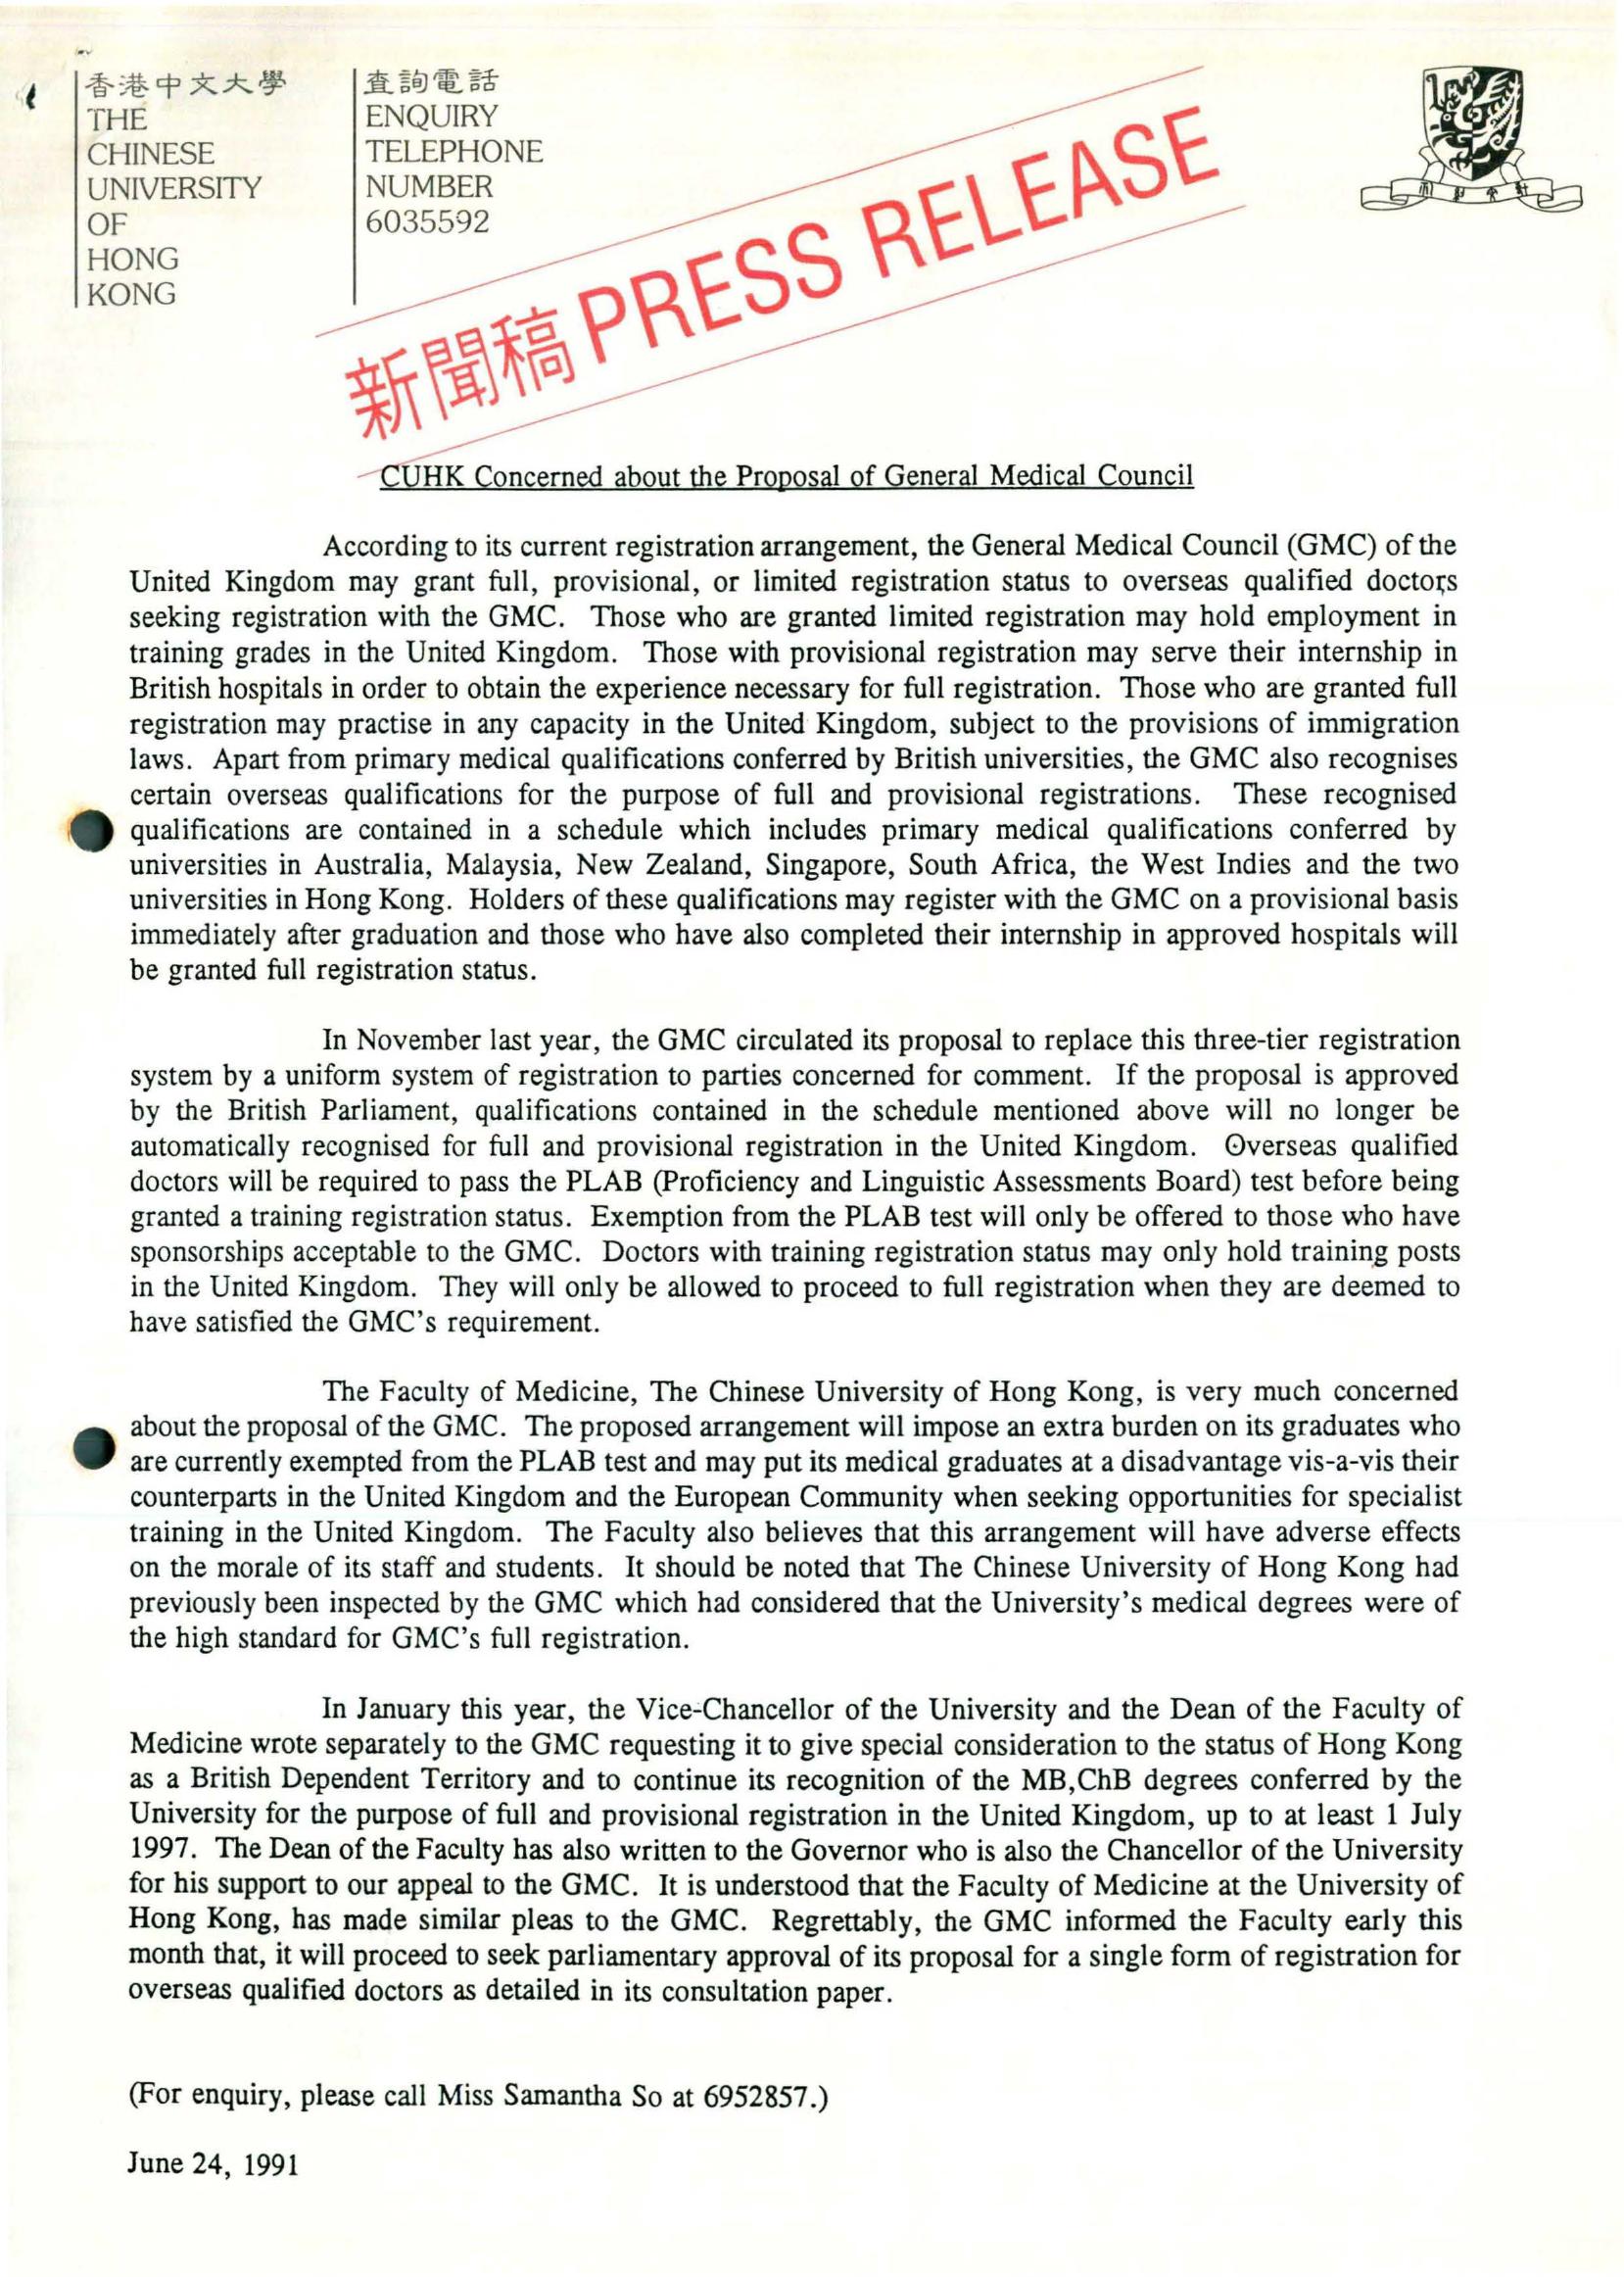 香港中文大學
THE
CHINESE
UNIVERSITY
OF
HONG
KONG
查詢電話
ENQUIRY
TELEPHONE
NUMBER
6035592
新聞稿 PRESS RELEASE
CUHK Concerned about the Proposal of General Medical Council
According to its current registration arrangement, the General Medical Council (GMC) of the
United Kingdom may grant full, provisional, or limited registration status to overseas qualified doctors
seeking registration with the GMC. Those who are granted limited registration may hold employment in
training grades in the United Kingdom. Those with provisional registration may serve their internship in
British hospitals in order to obtain the experience necessary for full registration. Those who are granted full
registration may practise in any capacity in the United Kingdom, subject to the provisions of immigration
laws. Apart from primary medical qualifications conferred by British universities, the GMC also recognises
certain overseas qualifications for the purpose of full and provisional registrations. These recognised
qualifications are contained in a schedule which includes primary medical qualifications conferred by
universities in Australia, Malaysia, New Zealand, Singapore, South Africa, the West Indies and the two
universities in Hong Kong. Holders of these qualifications may register with the GMC on a provisional basis
immediately after graduation and those who have also completed their internship in approved hospitals will
be granted full registration status.
In November last year, the GMC circulated its proposal to replace this three-tier registration
system by a uniform system of registration to parties concerned for comment. If the proposal is approved
by the British Parliament, qualifications contained in the schedule mentioned above will no longer be
automatically recognised for full and provisional registration in the United Kingdom. Overseas qualified
doctors will be required to pass the PLAB (Proficiency and Linguistic Assessments Board) test before being
granted a training registration status. Exemption from the PLAB test will only be offered to those who have
sponsorships acceptable to the GMC. Doctors with training registration status may only hold training posts
in the United Kingdom. They will only be allowed to proceed to full registration when they are deemed to
have satisfied the GMC's requirement.
The Faculty of Medicine, The Chinese University of Hong Kong, is very much concerned
about the proposal of the GMC. The proposed arrangement will impose an extra burden on its graduates who
are currently exempted from the PLAB test and may put its medical graduates at a disadvantage vis-a-vis their
counterparts in the United Kingdom and the European Community when seeking opportunities for specialist
training in the United Kingdom. The Faculty also believes that this arrangement will have adverse effects
on the morale of its staff and students. It should be noted that The Chinese University of Hong Kong had
previously been inspected by the GMC which had considered that the University's medical degrees were of
the high standard for GMC's full registration.
In January this year, the Vice-Chancellor of the University and the Dean of the Faculty of
Medicine wrote separately to the GMC requesting it to give special consideration to the status of Hong Kong
as a British Dependent Territory and to continue its recognition of the MB,ChB degrees conferred by the
University for the purpose of full and provisional registration in the United Kingdom, up to at least 1 July
1997. The Dean of the Faculty has also written to the Governor who is also the Chancellor of the University
for his support to our appeal to the GMC. It is understood that the Faculty of Medicine at the University of
Hong Kong, has made similar pleas to the GMC. Regrettably, the GMC informed the Faculty early this
month that, it will proceed to seek parliamentary approval of its proposal for a single form of registration for
overseas qualified doctors as detailed in its consultation paper.
(For enquiry, please call Miss Samantha So at 6952857.)
June 24, 1991